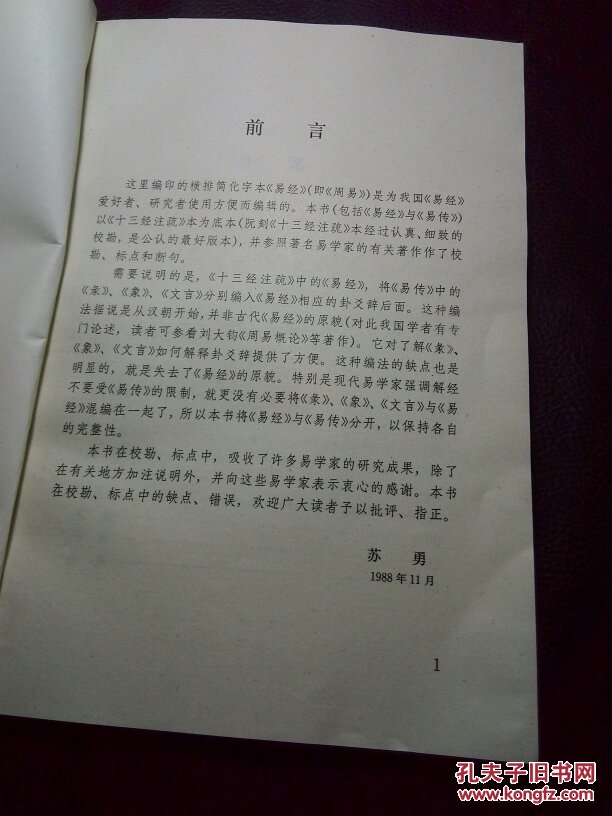 前　言
这里编印的横排简化字本《易经》(即《周易》)是为我国《易经》
爱好者、研究者使用方便而编辑的。本书(包括《易经》与《易传》)
以《十三经注疏》本为底本(阮刻《十三经注疏》本经过认真、细致的
校勘，是公认的最好版本)，并参照著名易学家的有关著作作了校
勘、标点和断句。
需要说明的是，《十三经注疏》中的《易经》，将《易传》中的
《彖》、《象》、《文言》分别编入《易经》相应的卦爻辞后面。这种编
法据说是从汉朝开始，并非古代《易经》的原貌(对此我国学者有专
门论述，读者可参看刘大钧《周易概论》等著作)。它对了解《彖》、
《象》、《文言》如何解释卦爻辞提供了方便。这种编法的缺点也是
明显的，就是失去了《易经》的原貌。特别是现代易学家强调解经
不要受《易传》的限制，就更没有必要将《彖》、《象》、《文言》与《易
经》混编在一起了，所以本书将《易经》与《易传》分开，以保持各自
的完整性。
本书在校勘、标点中，吸收了许多易学家的研究成果，除了
在有关地方加注说明外，并向这些易学家表示衷心的感谢。本书
在校勘、标点中的缺点、错误，欢迎广大读者予以批评、指正。
苏　勇
1988年11月
1
孔夫子旧书网
www.kongfz.com